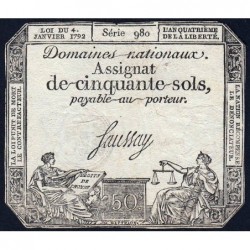 LOI DU 4.
JANVIER 1792
Série 980
L'AN QUATRIÈME
DE LA LIBERTÉ.
Domaines nationaux.
Assignat
de-cinquante-sols,
payable-au-porteur.
Saussay
LA LOI PUNIT DE MORT
LE CONTREFACTEUR.
LA NATION RÉCOMPENSE
LE DÉNONCIATEUR.
50